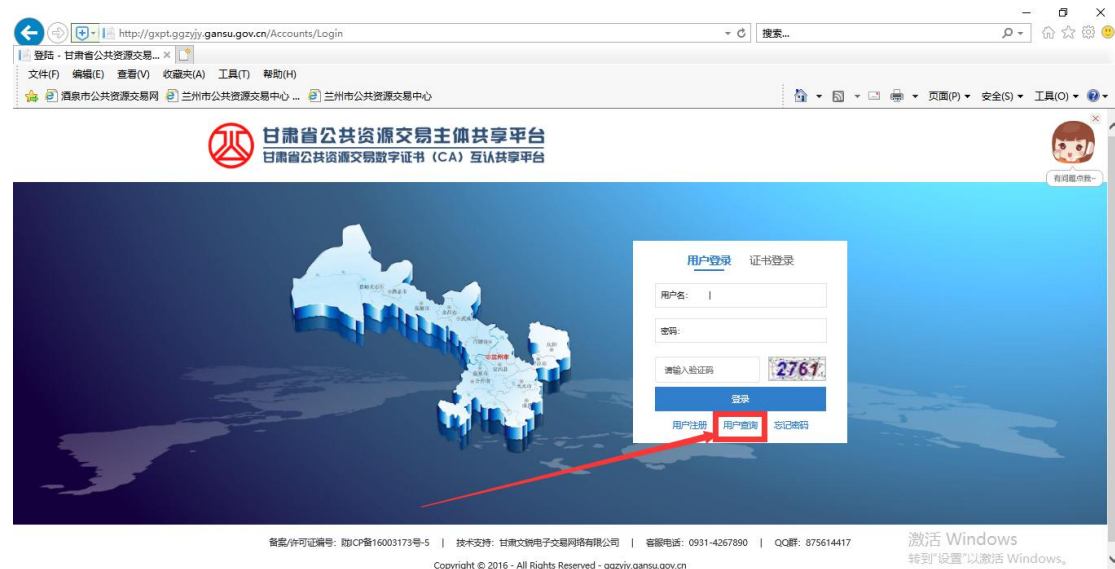 http://gxpt.ggzyjy.gansu.gov.cn/Accounts/Login
搜索...
登陆 - 甘肃省公共资源交易...
文件(F) 编辑(E) 查看(V) 收藏夹(A) 工具(T) 帮助(H)
酒泉市公共资源交易网 兰州市公共资源交易中心 ... 兰州市公共资源交易中心
页面(P) 安全(S) 工具(O)
甘肃省公共资源交易主体共享平台
甘肃省公共资源交易数字证书（CA）互认共享平台
有问题点我~
用户登录 证书登录
用户名：
密码：
请输入验证码 2761
登录
用户注册 用户查询 忘记密码
兰州市
备案/许可证编号：陇ICP备16003173号-5 | 技术支持：甘肃文锐电子交易网络有限公司 | 客服电话：0931-4267890 | QQ群：875614417
Copyright © 2016 - All Rights Reserved - ggzyjy.gansu.gov.cn
激活 Windows
转到"设置"以激活 Windows。